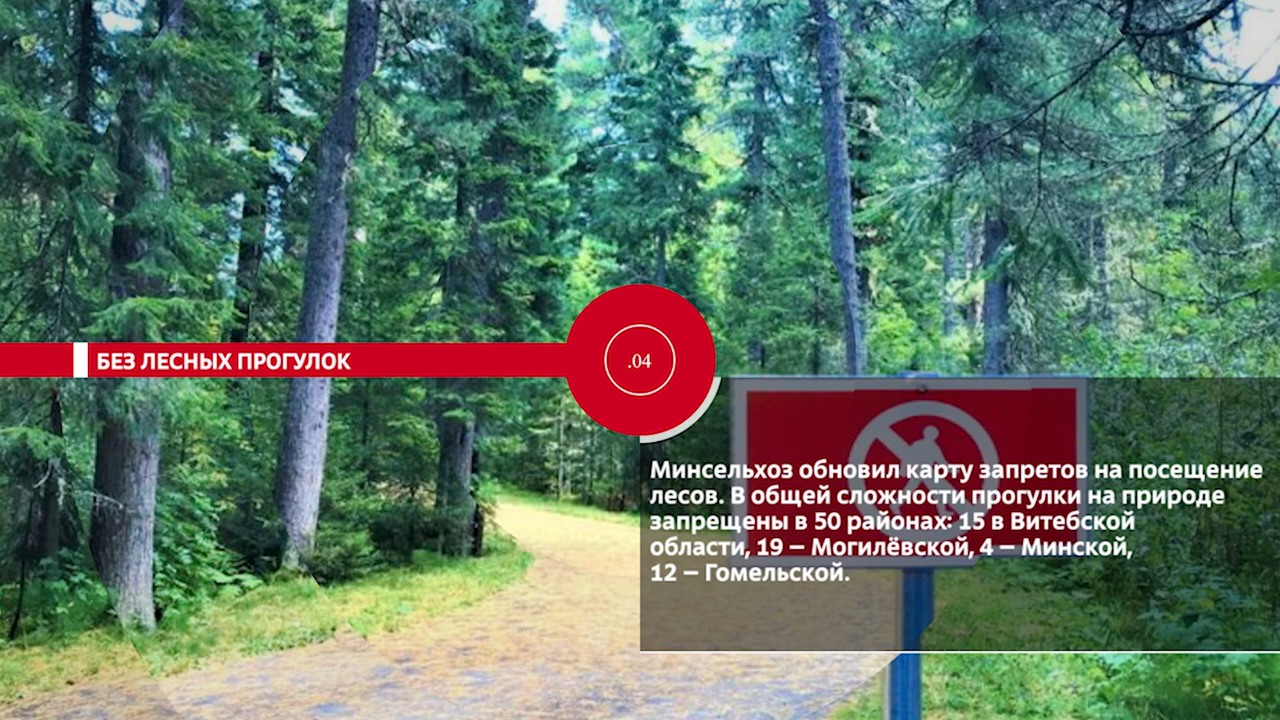 БЕЗ ЛЕСНЫХ ПРОГУЛОК
.04
Минсельхоз обновил карту запретов на посещение
лесов. В общей сложности прогулки на природе
запрещены в 50 районах: 15 в Витебской
области, 19 – Могилёвской, 4 – Минской,
12 – Гомельской.